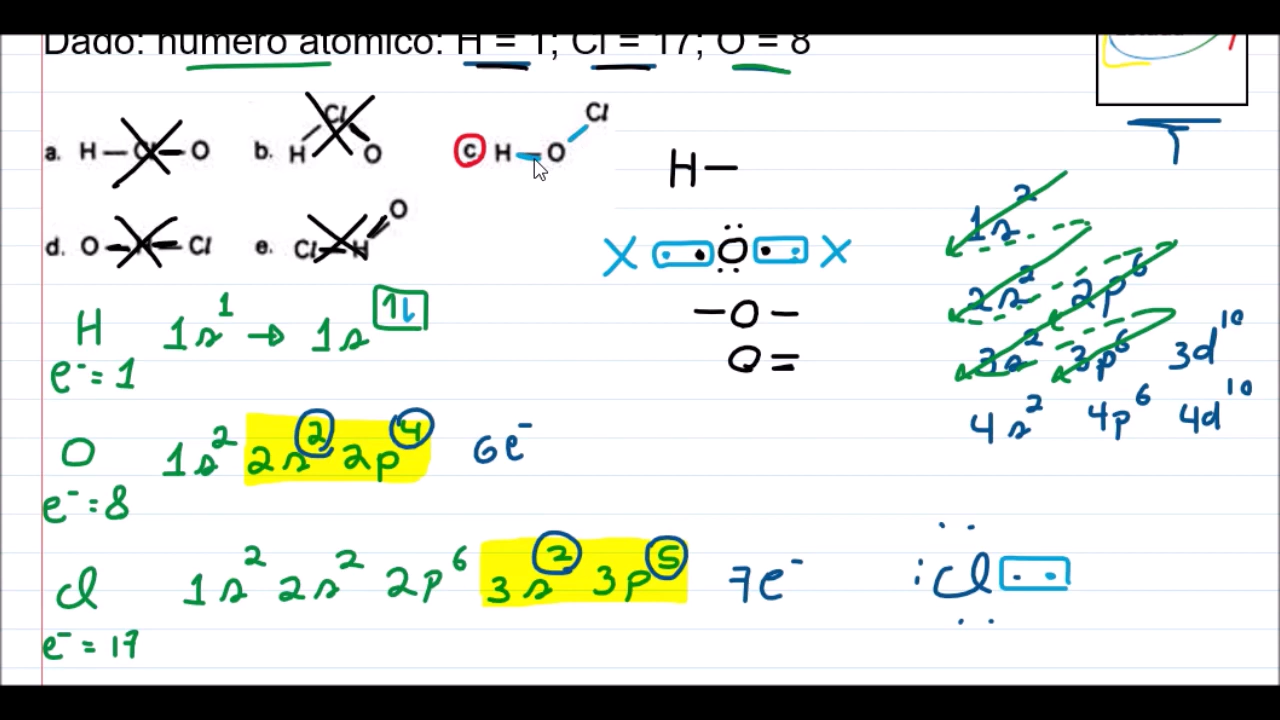 Dado: número atômico: H = 1; Cl = 17; O = 8
a. H — Cl — O
b. H Cl O
c H — O Cl
d. O — H — Cl
e. Cl — H O
H —
X :O: X
— O —
O =
H 1s¹ → 1s
e⁻ = 1
O 1s² 2s² 2p⁴ 6e⁻
e⁻ = 8
Cl 1s² 2s² 2p⁶ 3s² 3p⁵ 7e⁻
e⁻ = 17
Cl
1s²
2s² 2p⁶
3s² 3p⁶ 3d¹⁰
4s² 4p⁶ 4d¹⁰